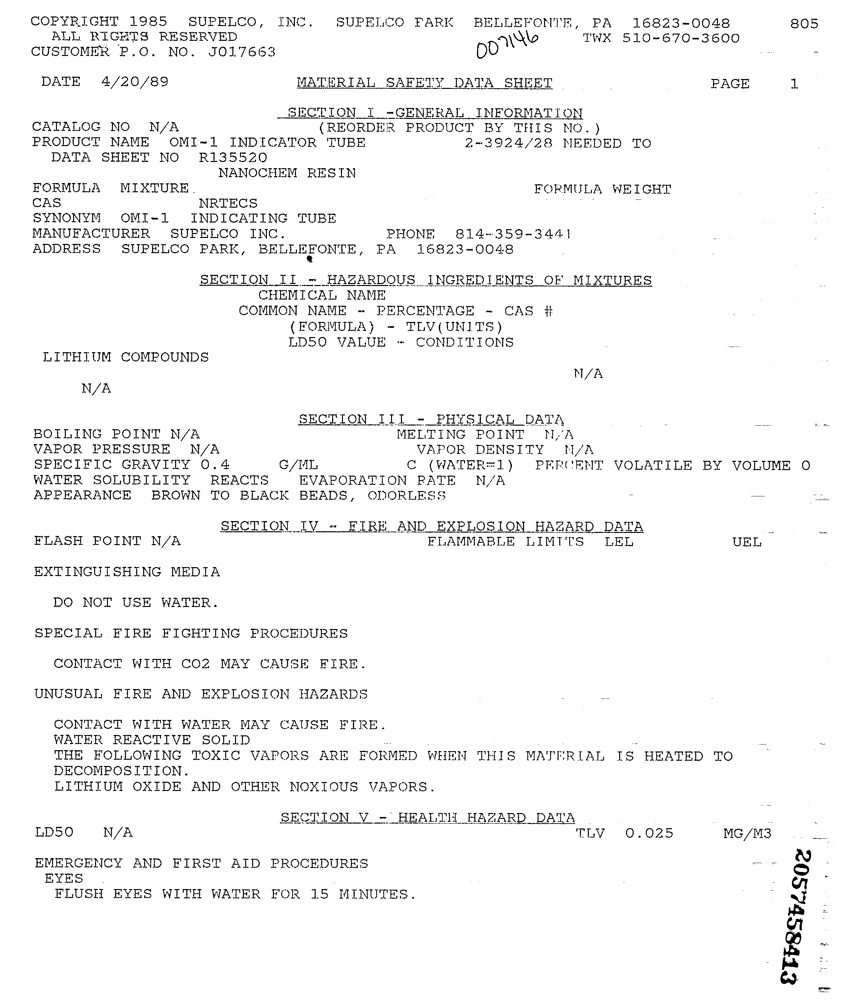 COPYRIGHT 1985 SUPELCO, INC. SUPELCO PARK BELLEFONTE, PA 16823-0048 805
ALL RIGHTS RESERVED 007146 TWX 510-670-3600
CUSTOMER P.O. NO. J017663
DATE 4/20/89 MATERIAL SAFETY DATA SHEET PAGE 1
SECTION I -GENERAL INFORMATION
CATALOG NO N/A (REORDER PRODUCT BY THIS NO.)
PRODUCT NAME OMI-1 INDICATOR TUBE 2-3924/28 NEEDED TO
DATA SHEET NO R135520
NANOCHEM RESIN
FORMULA MIXTURE FORMULA WEIGHT
CAS NRTECS
SYNONYM OMI-1 INDICATING TUBE
MANUFACTURER SUPELCO INC. PHONE 814-359-3441
ADDRESS SUPELCO PARK, BELLEFONTE, PA 16823-0048
SECTION II - HAZARDOUS INGREDIENTS OF MIXTURES
CHEMICAL NAME
COMMON NAME - PERCENTAGE - CAS #
(FORMULA) - TLV(UNITS)
LD50 VALUE - CONDITIONS
LITHIUM COMPOUNDS
N/A
N/A
SECTION III - PHYSICAL DATA
BOILING POINT N/A MELTING POINT N/A
VAPOR PRESSURE N/A VAPOR DENSITY N/A
SPECIFIC GRAVITY 0.4 G/ML C (WATER=1) PERCENT VOLATILE BY VOLUME 0
WATER SOLUBILITY REACTS EVAPORATION RATE N/A
APPEARANCE BROWN TO BLACK BEADS, ODORLESS
SECTION IV - FIRE AND EXPLOSION HAZARD DATA
FLASH POINT N/A FLAMMABLE LIMITS LEL UEL
EXTINGUISHING MEDIA
DO NOT USE WATER.
SPECIAL FIRE FIGHTING PROCEDURES
CONTACT WITH CO2 MAY CAUSE FIRE.
UNUSUAL FIRE AND EXPLOSION HAZARDS
CONTACT WITH WATER MAY CAUSE FIRE.
WATER REACTIVE SOLID
THE FOLLOWING TOXIC VAPORS ARE FORMED WHEN THIS MATERIAL IS HEATED TO
DECOMPOSITION.
LITHIUM OXIDE AND OTHER NOXIOUS VAPORS.
SECTION V - HEALTH HAZARD DATA
LD50 N/A TLV 0.025 MG/M3
EMERGENCY AND FIRST AID PROCEDURES
EYES
FLUSH EYES WITH WATER FOR 15 MINUTES.
2057458413